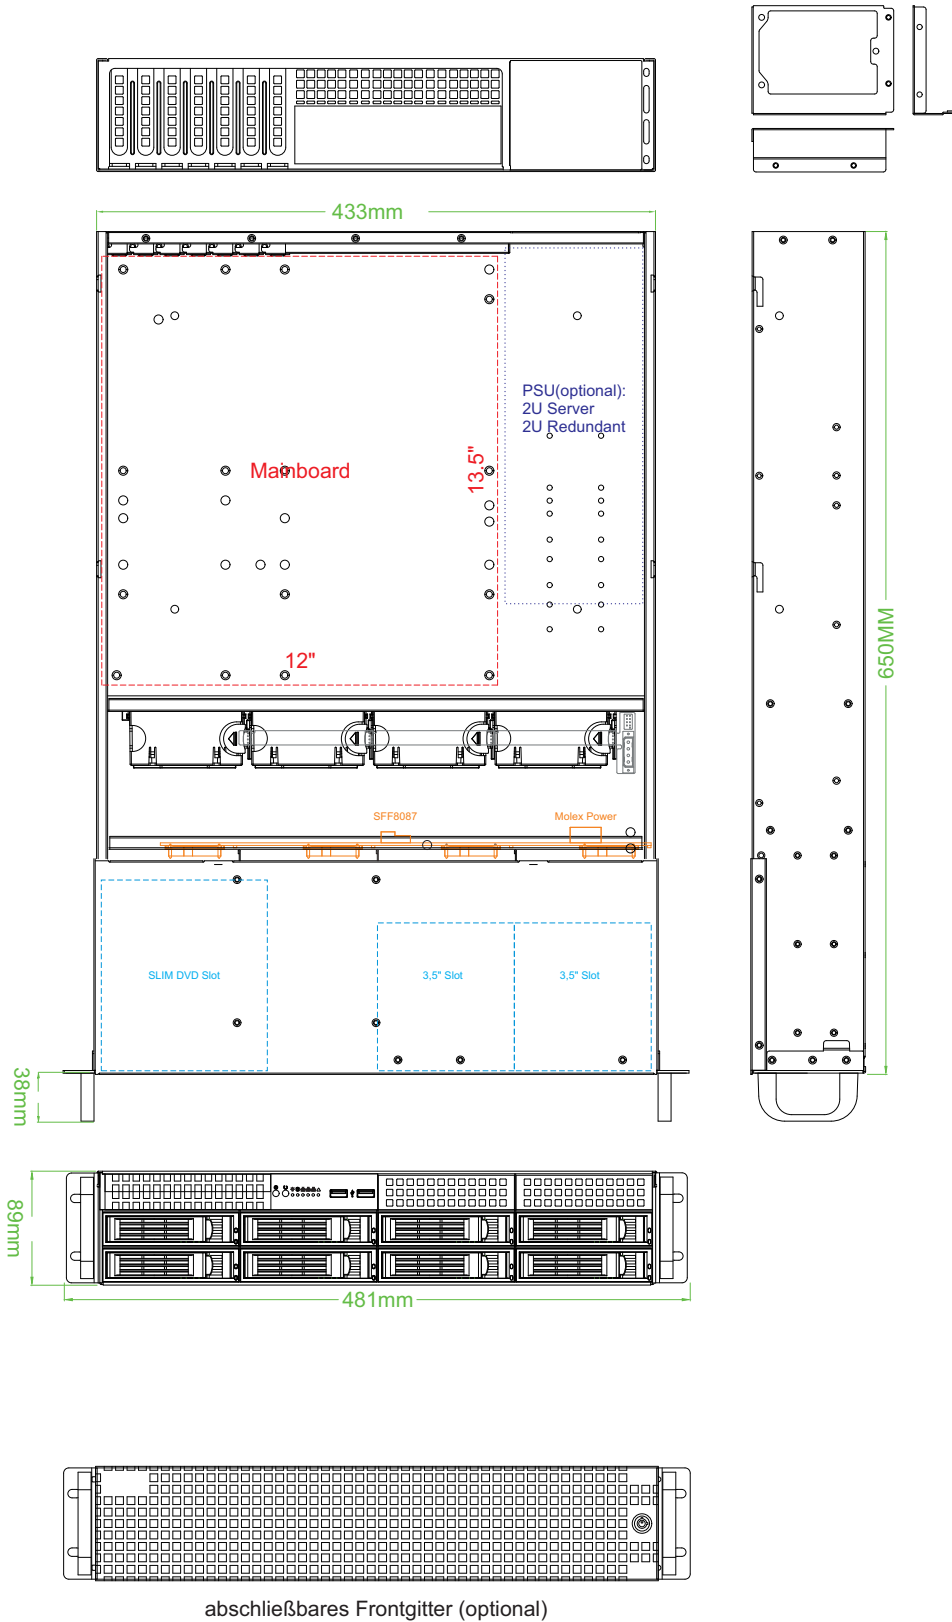 433mm
PSU(optional):
2U Server
2U Redundant
Mainboard
13.5"
12"
650MM
SFF8087
Molex Power
SLIM DVD Slot
3,5" Slot
3,5" Slot
38mm
89mm
481mm
abschließbares Frontgitter (optional)